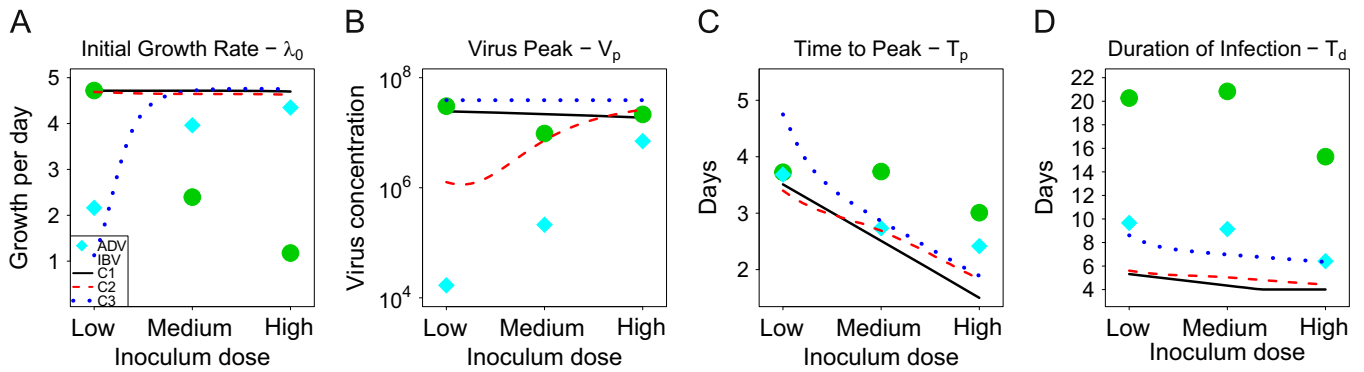 A
Initial Growth Rate – λ0
Growth per day
5
4
3
2
1
ADV
IBV
C1
C2
C3
Low Medium High
Inoculum dose
B
Virus Peak – Vp
Virus concentration
10^8
10^6
10^4
Low Medium High
Inoculum dose
C
Time to Peak – Tp
Days
5
4
3
2
Low Medium High
Inoculum dose
D
Duration of Infection – Td
Days
22
20
18
16
14
12
10
8
6
4
Low Medium High
Inoculum dose